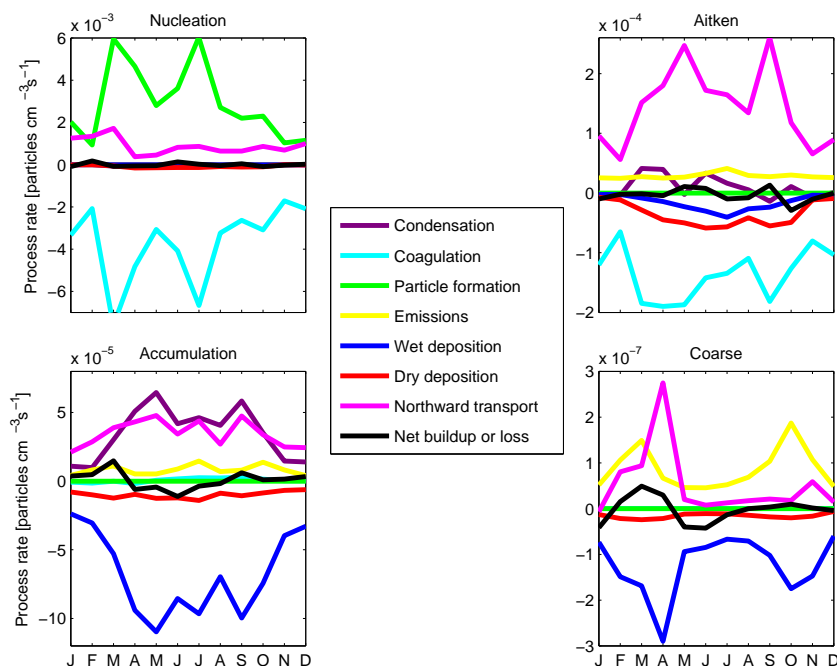 Nucleation
x 10⁻³
Process rate [particles cm ⁻³s⁻¹]
6
4
2
0
−2
−4
−6
Aitken
x 10⁻⁴
2
1
0
−1
−2
Condensation
Coagulation
Particle formation
Emissions
Wet deposition
Dry deposition
Northward transport
Net buildup or loss
Accumulation
x 10⁻⁵
Process rate [particles cm ⁻³s⁻¹]
5
0
−5
−10
J F M A M J J A S O N D
Coarse
x 10⁻⁷
3
2
1
0
−1
−2
−3
J F M A M J J A S O N D